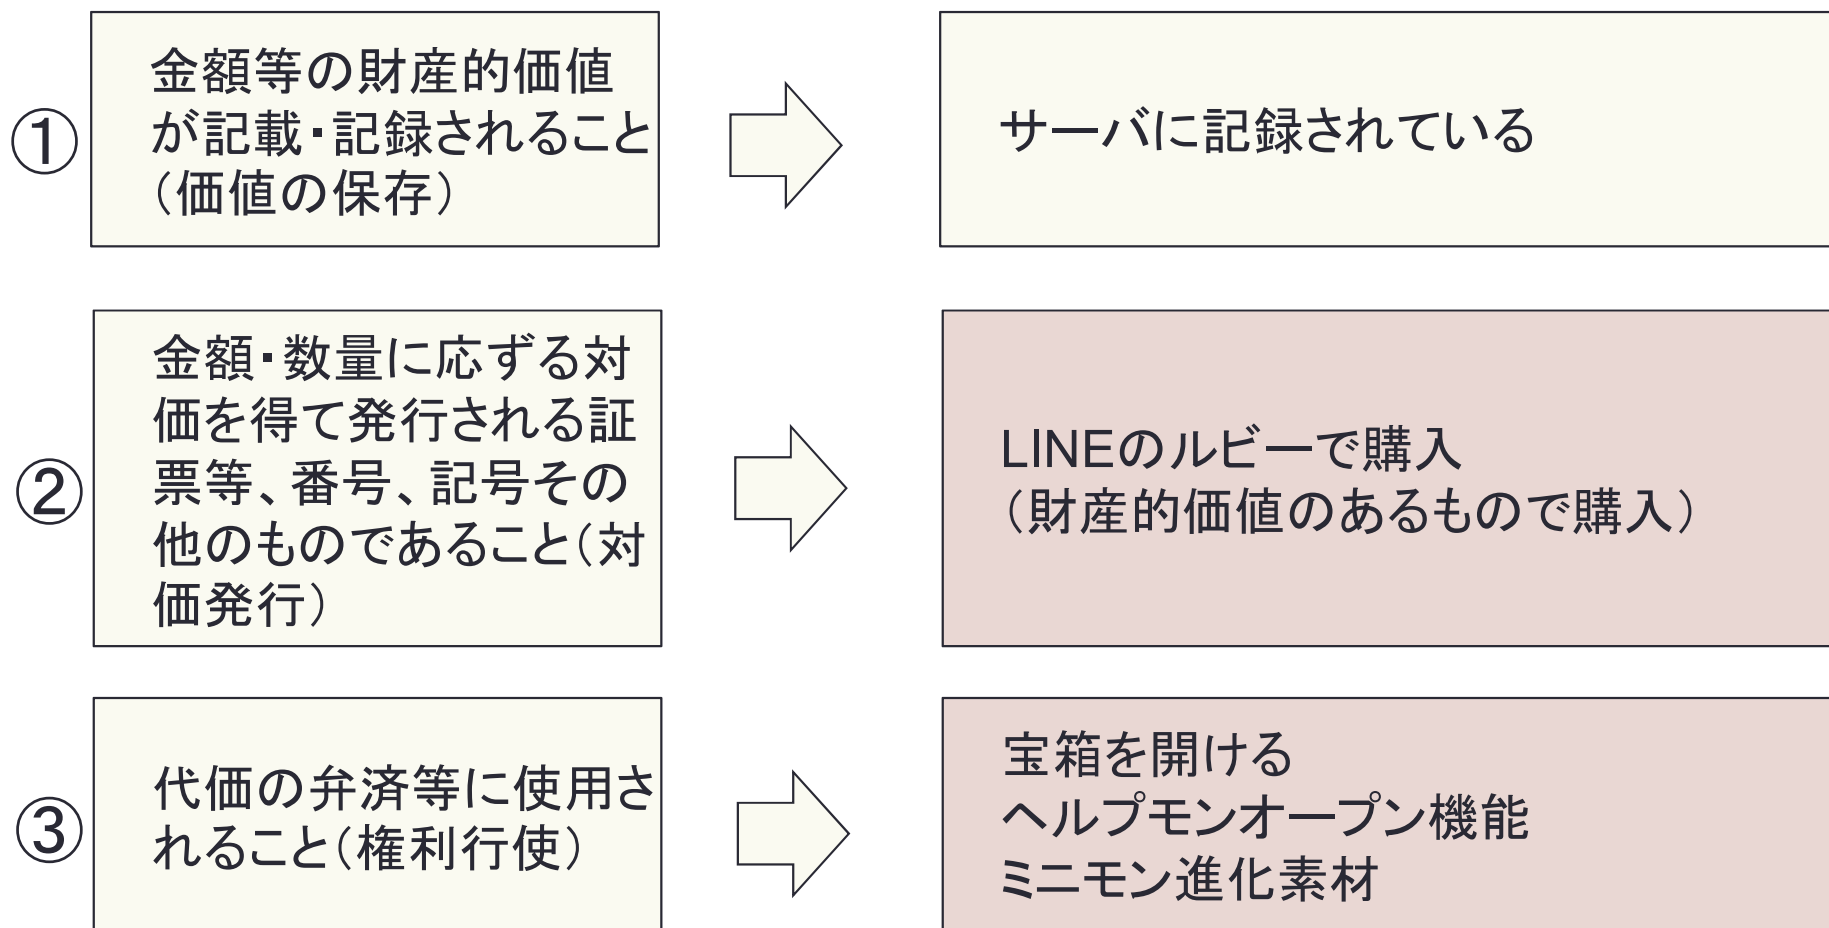 ①
金額等の財産的価値
が記載・記録されること
（価値の保存）
サーバに記録されている
②
金額・数量に応ずる対
価を得て発行される証
票等、番号、記号その
他のものであること（対
価発行）
LINEのルビーで購入
（財産的価値のあるもので購入）
③
代価の弁済等に使用さ
れること（権利行使）
宝箱を開ける
ヘルプモンオープン機能
ミニモン進化素材